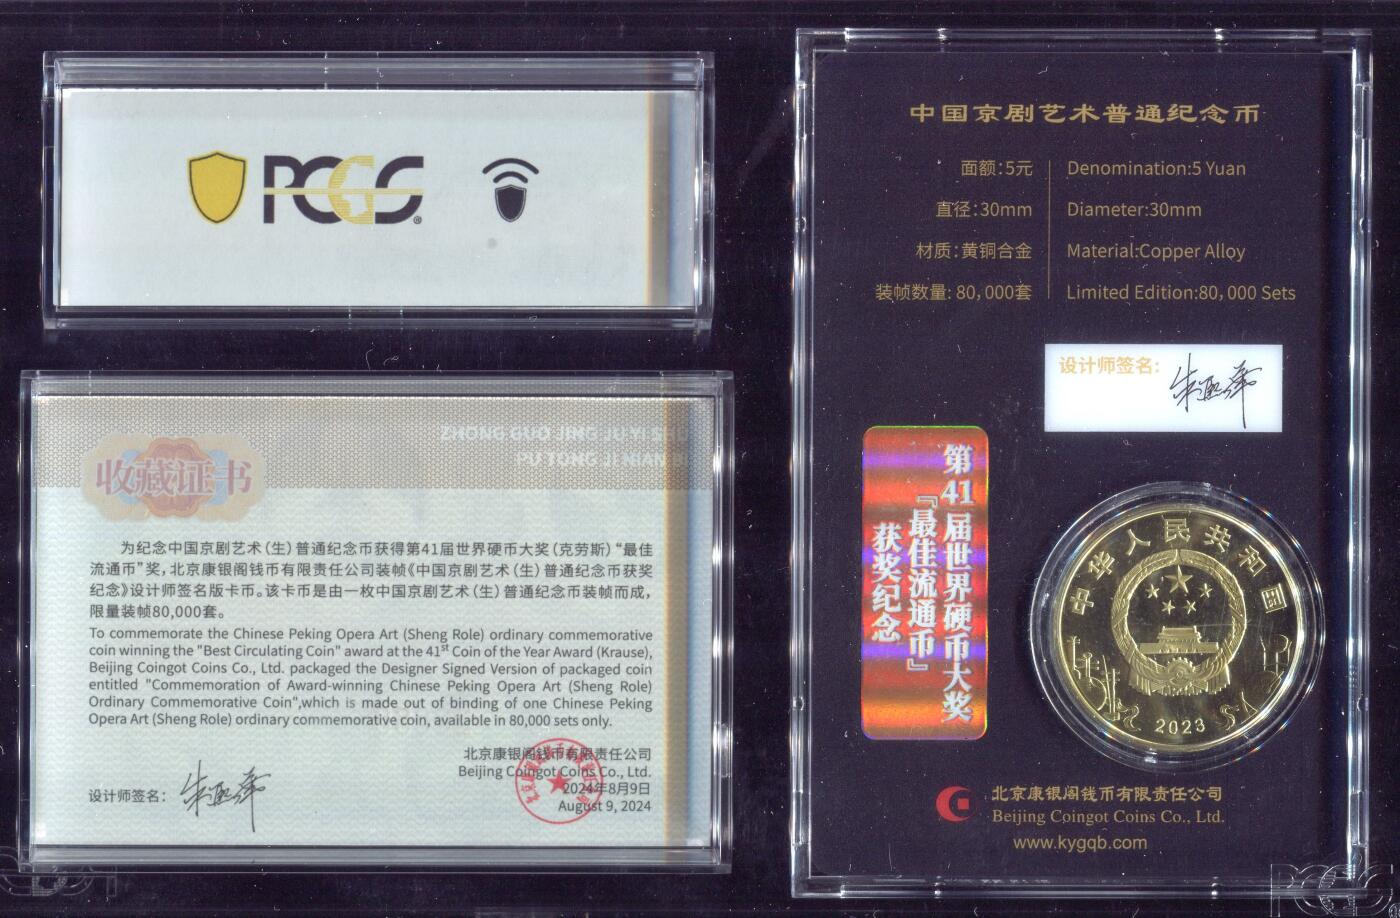 PCGS
®
ZHONG GUO JING JU YI SHU
PU TONG JI NIAN BI
收藏证书
为纪念中国京剧艺术（生）普通纪念币获得第41届世界硬币大奖（克劳斯）“最佳
流通币”奖，北京康银阁钱币有限责任公司装帧《中国京剧艺术（生）普通纪念币获奖
纪念》设计师签名版卡币。该卡币是由一枚中国京剧艺术（生）普通纪念币装帧而成，
限量装帧80,000套。
To commemorate the Chinese Peking Opera Art (Sheng Role) ordinary commemorative
coin winning the "Best Circulating Coin" award at the 41st Coin of the Year Award (Krause),
Beijing Coingot Coins Co., Ltd. packaged the Designer Signed Version of packaged coin
entitled "Commemoration of Award-winning Chinese Peking Opera Art (Sheng Role)
Ordinary Commemorative Coin",which is made out of binding of one Chinese Peking
Opera Art (Sheng Role) ordinary commemorative coin, available in 80,000 sets only.
北京康银阁钱币有限责任公司
Beijing Coingot Coins Co., Ltd.
2024年8月9日
August 9, 2024
设计师签名：
中国京剧艺术普通纪念币
面额：5元 Denomination:5 Yuan
直径：30mm Diameter:30mm
材质：黄铜合金 Material:Copper Alloy
装帧数量：80,000套 Limited Edition:80,000 Sets
设计师签名：
第41届世界硬币大奖
『最佳流通币』
获奖纪念
中华人民共和国
2023
北京康银阁钱币有限责任公司
Beijing Coingot Coins Co., Ltd.
www.kygqb.com
PCGS